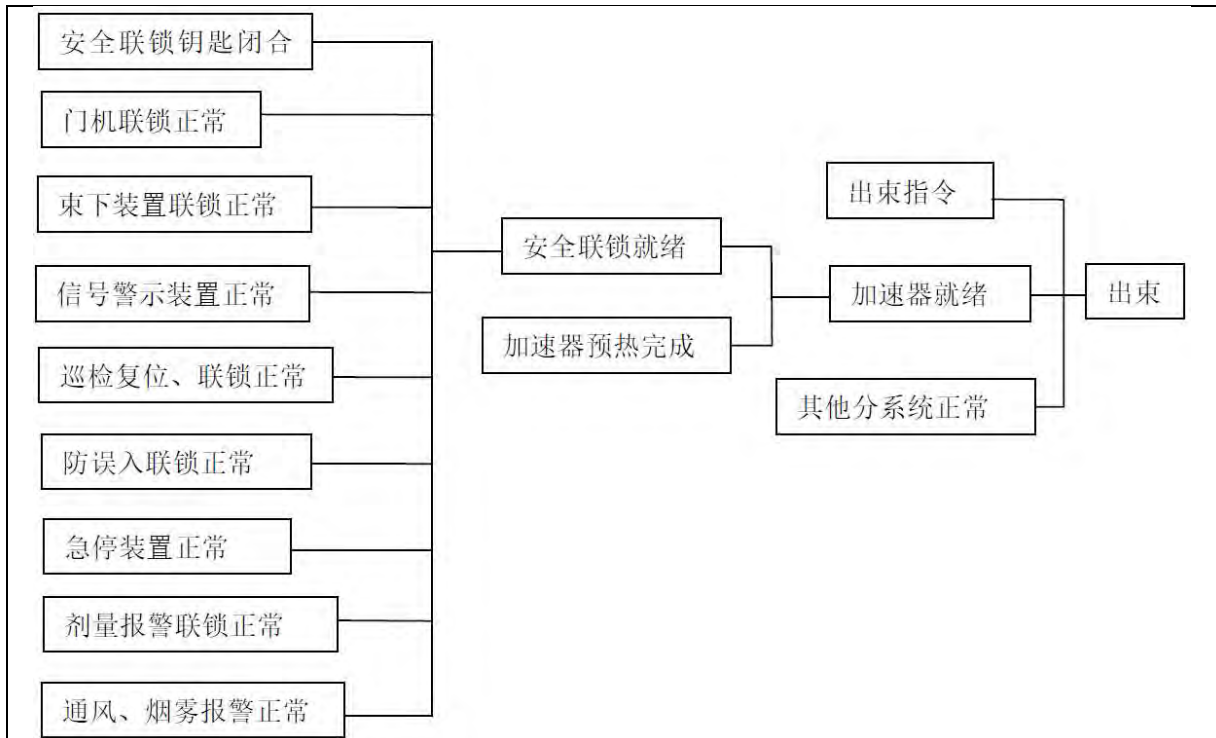 安全联锁钥匙闭合
门机联锁正常
束下装置联锁正常
信号警示装置正常
巡检复位、联锁正常
防误入联锁正常
急停装置正常
剂量报警联锁正常
通风、烟雾报警正常
安全联锁就绪
加速器预热完成
出束指令
加速器就绪
其他分系统正常
出束